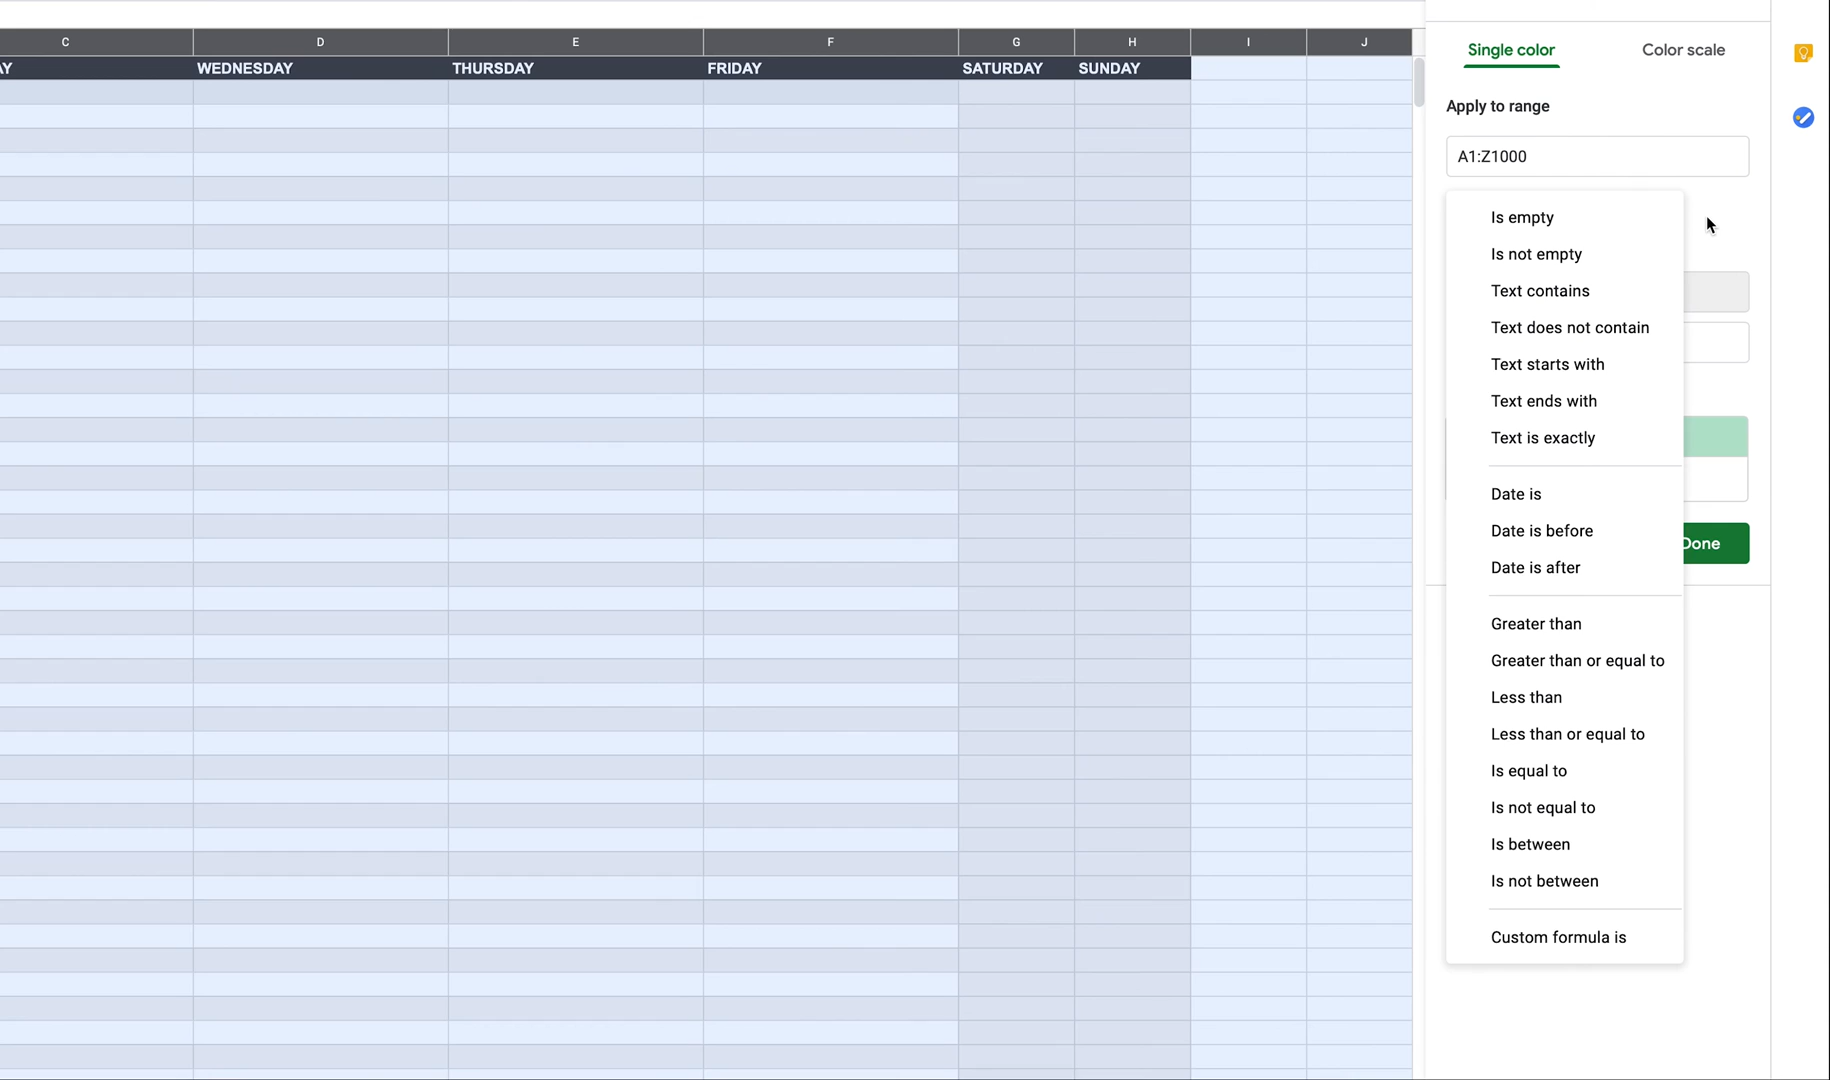 C D E F G H I J
AY WEDNESDAY THURSDAY FRIDAY SATURDAY SUNDAY
Single color Color scale
Apply to range
A1:Z1000
Is empty
Is not empty
Text contains
Text does not contain
Text starts with
Text ends with
Text is exactly
Date is
Date is before
Date is after
Done
Greater than
Greater than or equal to
Less than
Less than or equal to
Is equal to
Is not equal to
Is between
Is not between
Custom formula is